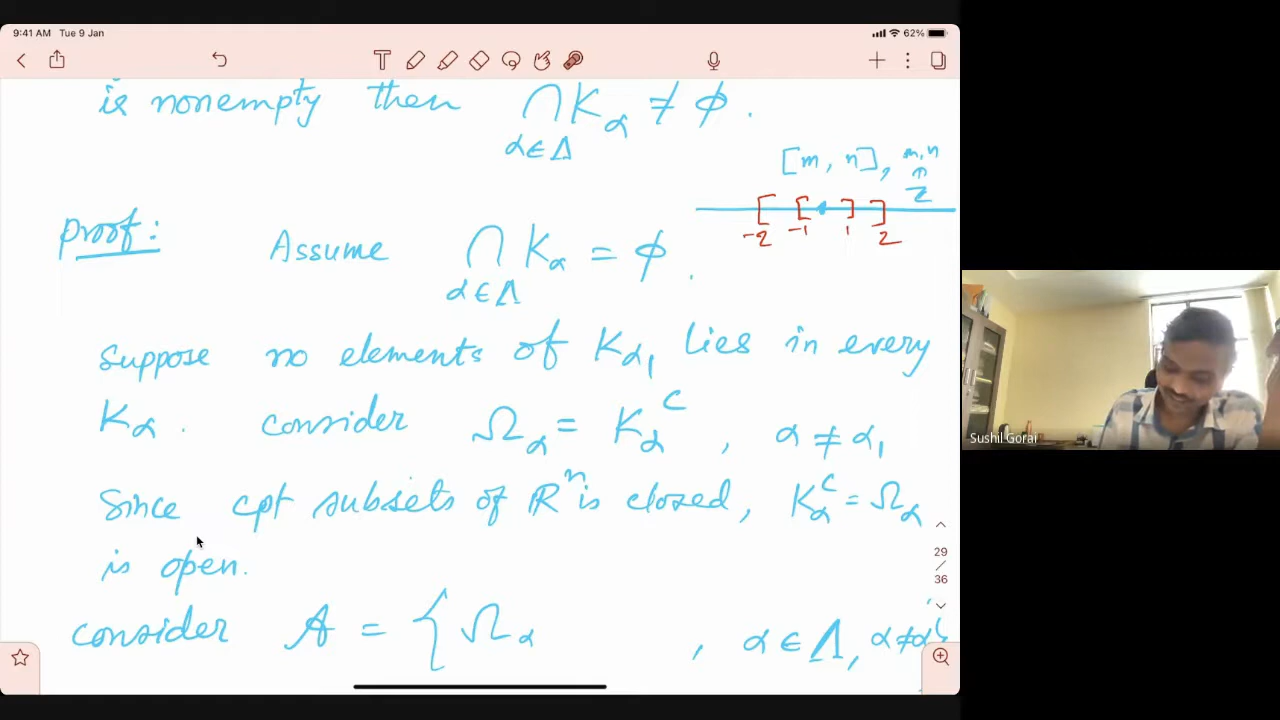 9:41 AM Tue 9 Jan
62%
is nonempty then ∩ K_α ≠ ϕ.
α∈Λ
[m, n], m, n
↑
Z
-2 -1 1 2
Proof: Assume ∩ K_α = ϕ.
α∈Λ
Suppose no elements of K_α₁ lies in every
K_α. Consider Ω_α = K_α^C, α ≠ α₁
Since cpt subsets of ℝⁿ is closed, K_α^C = Ω_α
is open.
Consider 𝒜 = { Ω_α , α ∈ Λ, α ≠ α
29
/
36
Sushil Gorai